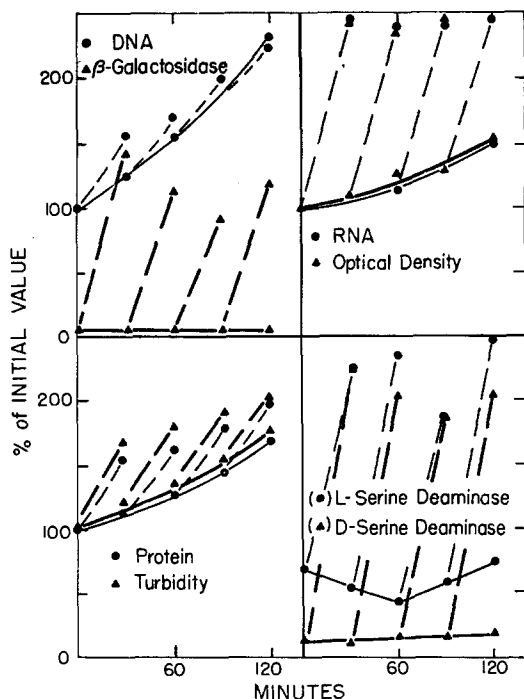 % of INITIAL VALUE
200
100
0
DNA
β-Galactosidase
RNA
Optical Density
200
100
0
Protein
Turbidity
( ) L-Serine Deaminase
( ) D-Serine Deaminase
60
120
60
120
MINUTES